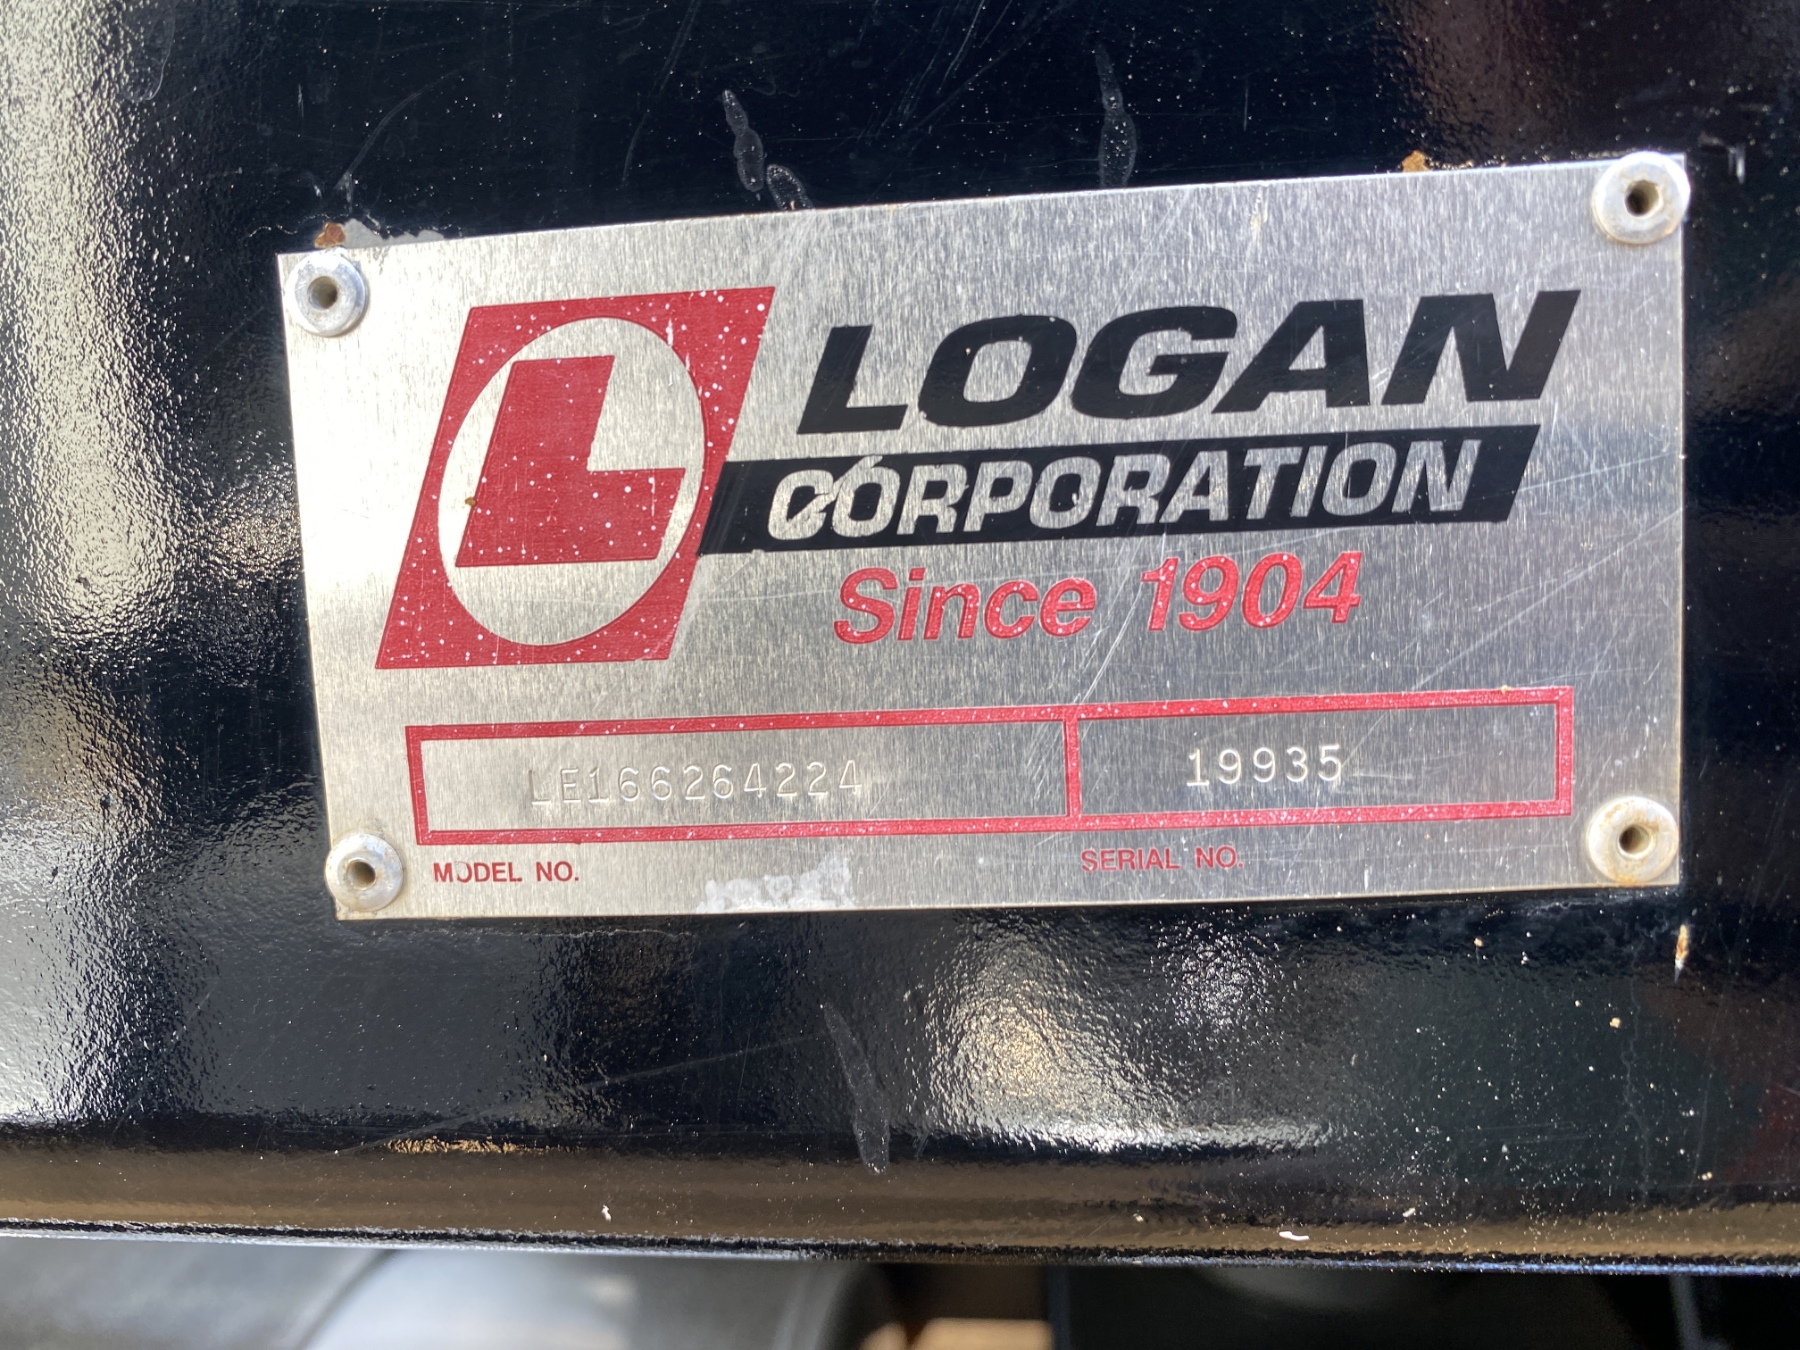 L
LOGAN
CORPORATION
Since 1904
LE166264224 19935
MODEL NO. SERIAL NO.